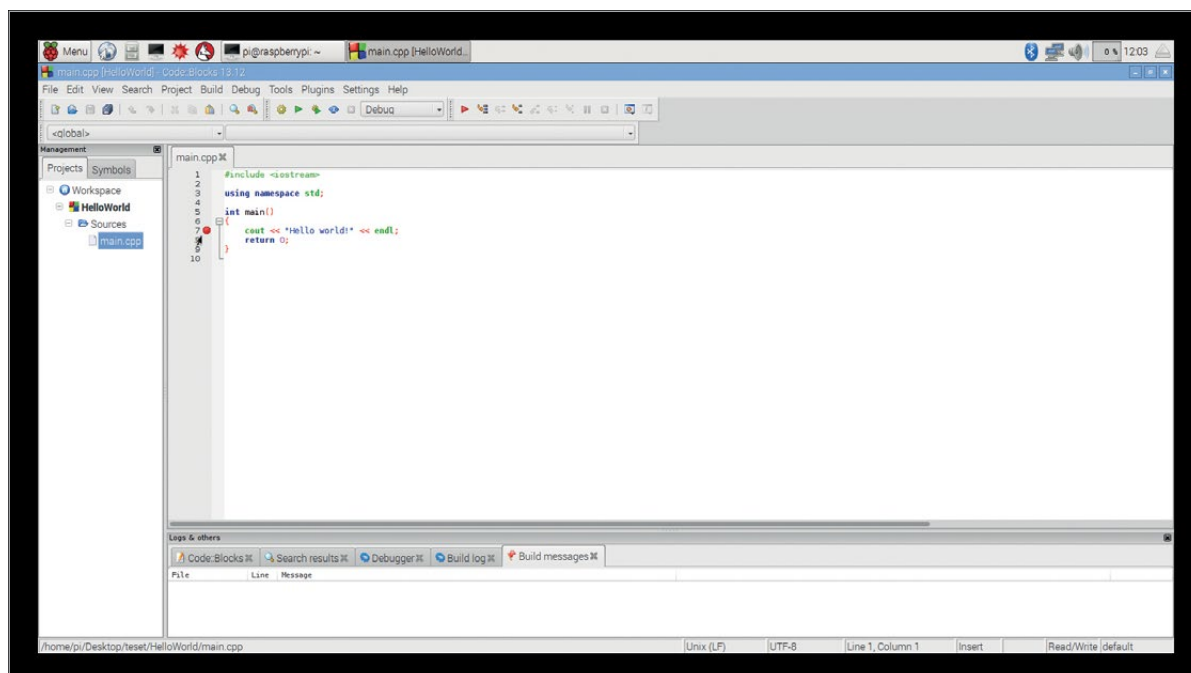 Menu pi@raspberrypi: ~ main.cpp [HelloWorld... 0 % 12:03
main.cpp [HelloWorld] - Code::Blocks 13.12
File Edit View Search Project Build Debug Tools Plugins Settings Help
Debug
<global>
Management
Projects Symbols
Workspace
HelloWorld
Sources
main.cpp
main.cpp
1 #include <iostream>
2
3 using namespace std;
4
5 int main()
6 {
7 cout << "Hello world!" << endl;
8 return 0;
9 }
10
Logs & others
Code::Blocks Search results Debugger Build log Build messages
File Line Message
/home/pi/Desktop/teset/HelloWorld/main.cpp Unix (LF) UTF-8 Line 1, Column 1 Insert Read/Write default